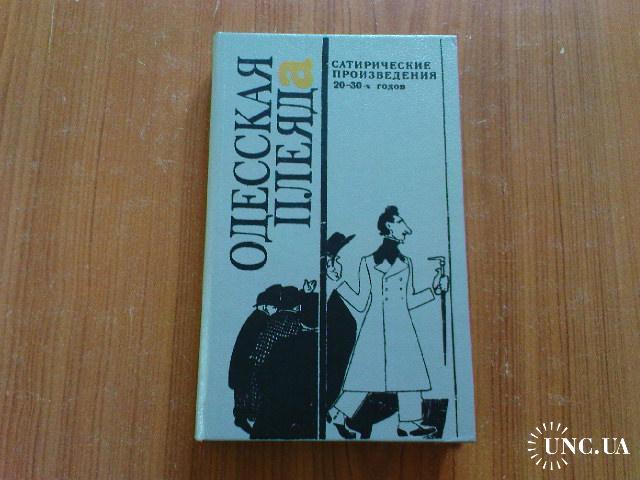 ОДЕССКАЯ
ПЛЕЯДа
САТИРИЧЕСКИЕ
ПРОИЗВЕДЕНИЯ
20-30-х годов
UNC.UA